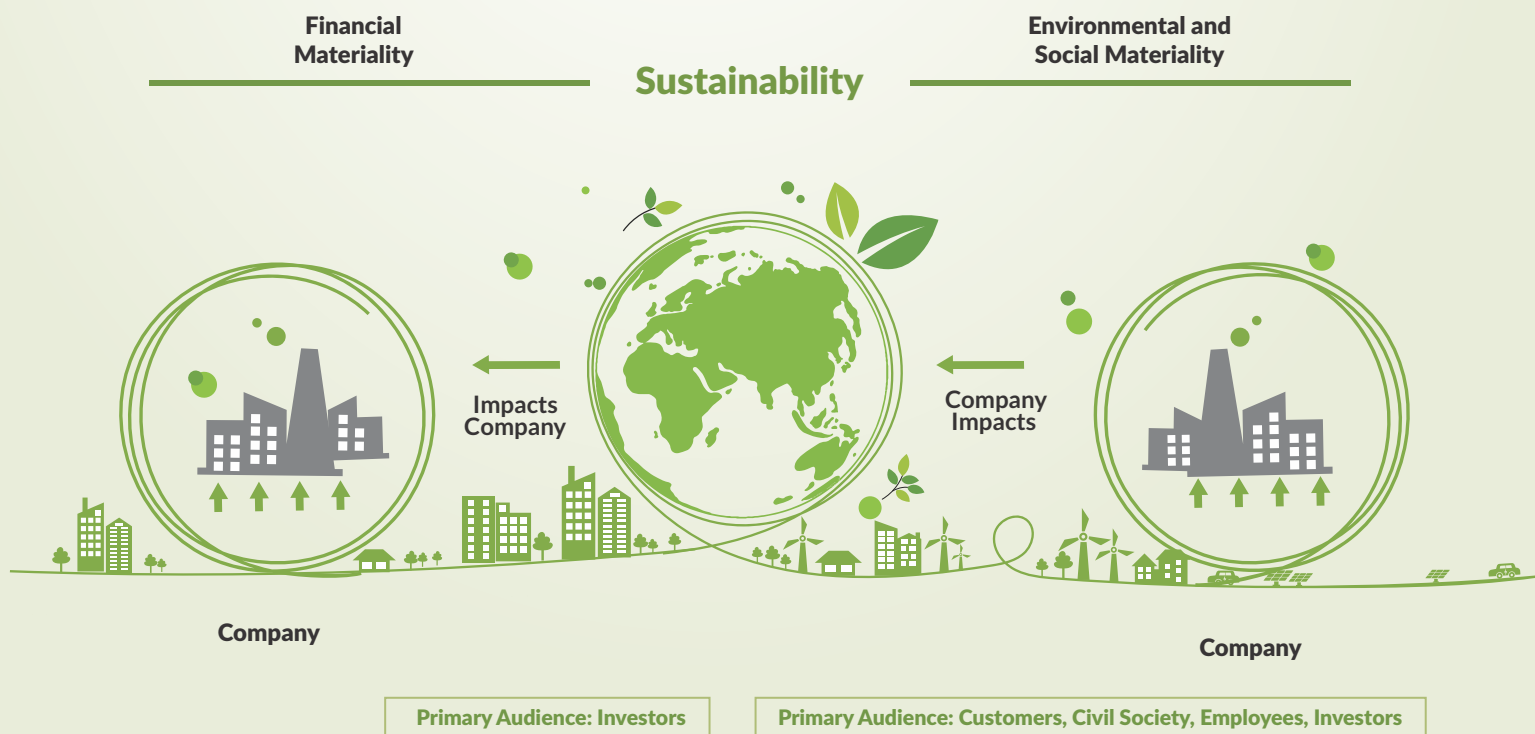 Financial
Materiality
Sustainability
Environmental and
Social Materiality
Impacts
Company
Company
Impacts
Company
Company
Primary Audience: Investors
Primary Audience: Customers, Civil Society, Employees, Investors